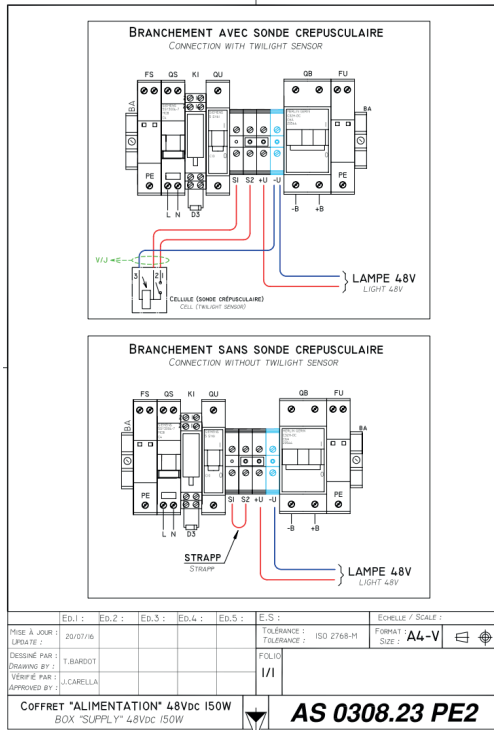 BRANCHEMENT AVEC SONDE CREPUSCULAIRE
CONNECTION WITH TWILIGHT SENSOR
FS QS KI QU QB FU
BA BA
PE PE
L N D3 S1 S2 +U -U -B +B
V/J →E
3 2 1
CELLULE (SONDE CRÉPUSCULAIRE)
CELL (TWILIGHT SENSOR)
LAMPE 48V
LIGHT 48V
BRANCHEMENT SANS SONDE CREPUSCULAIRE
CONNECTION WITHOUT TWILIGHT SENSOR
FS QS KI QU QB FU
BA BA
PE PE
L N D3 S1 S2 +U -U -B +B
STRAPP
STRAPP
LAMPE 48V
LIGHT 48V
ED.1 : ED.2 : ED.3 : ED.4 : ED.5 : E.S : ECHELLE / SCALE :
MISE À JOUR : 20/07/16 TOLÉRANCE : ISO 2768-M FORMAT : A4-V
UPDATE : TOLERANCE : SIZE :
DESSINÉ PAR : T.BARDOT FOLIO
DRAWING BY :
VÉRIFIÉ PAR : J.CARELLA 1/1
APPROVED BY :
COFFRET "ALIMENTATION" 48VDC 150W
BOX "SUPPLY" 48VDC 150W
AS 0308.23 PE2